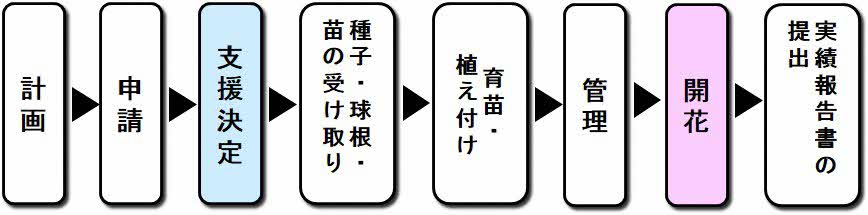 計画
申請
支援決定
種子・球根・
苗の受け取り
育苗・
植え付け
管理
開花
実績報告書の
提出